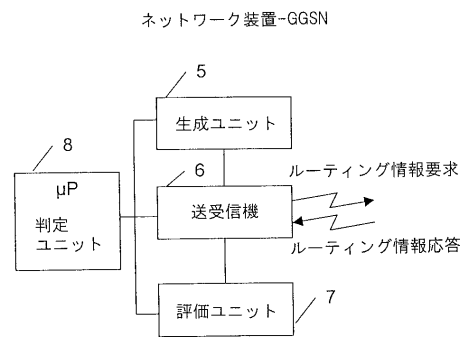 ネットワーク装置-GGSN
5
生成ユニット
8
μP
判定
ユニット
6
送受信機
ルーティング情報要求
ルーティング情報応答
評価ユニット
7